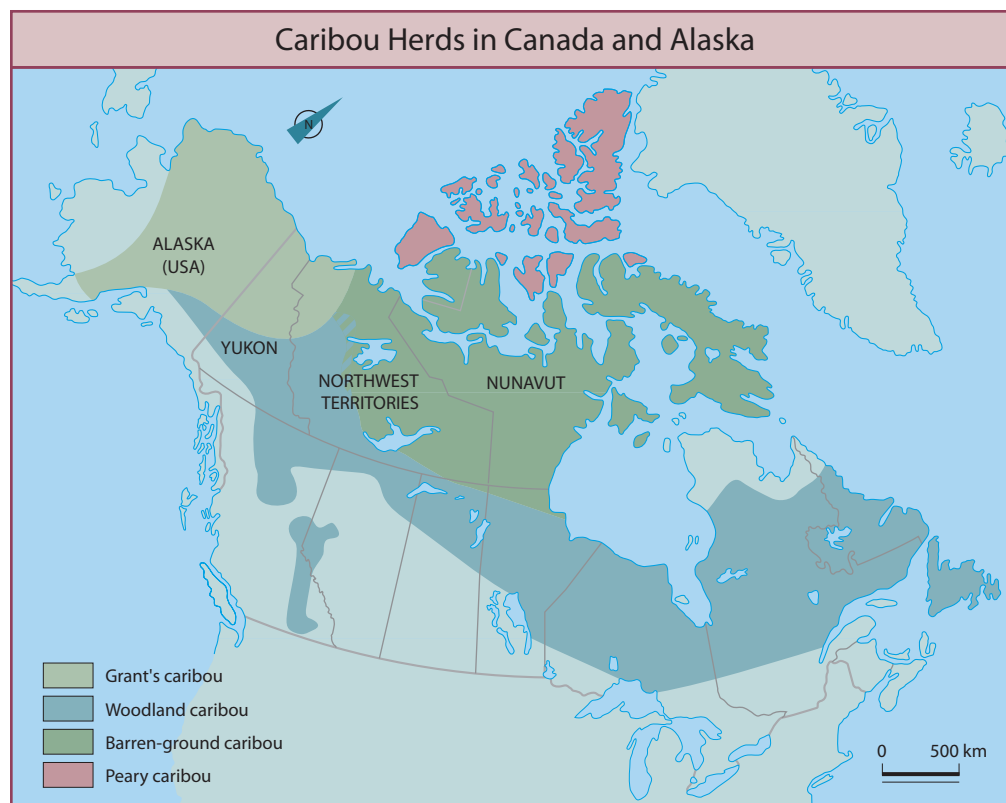 Caribou Herds in Canada and Alaska
N
ALASKA
(USA)
YUKON
NORTHWEST
TERRITORIES
NUNAVUT
Grant's caribou
Woodland caribou
Barren-ground caribou
Peary caribou
0 500 km